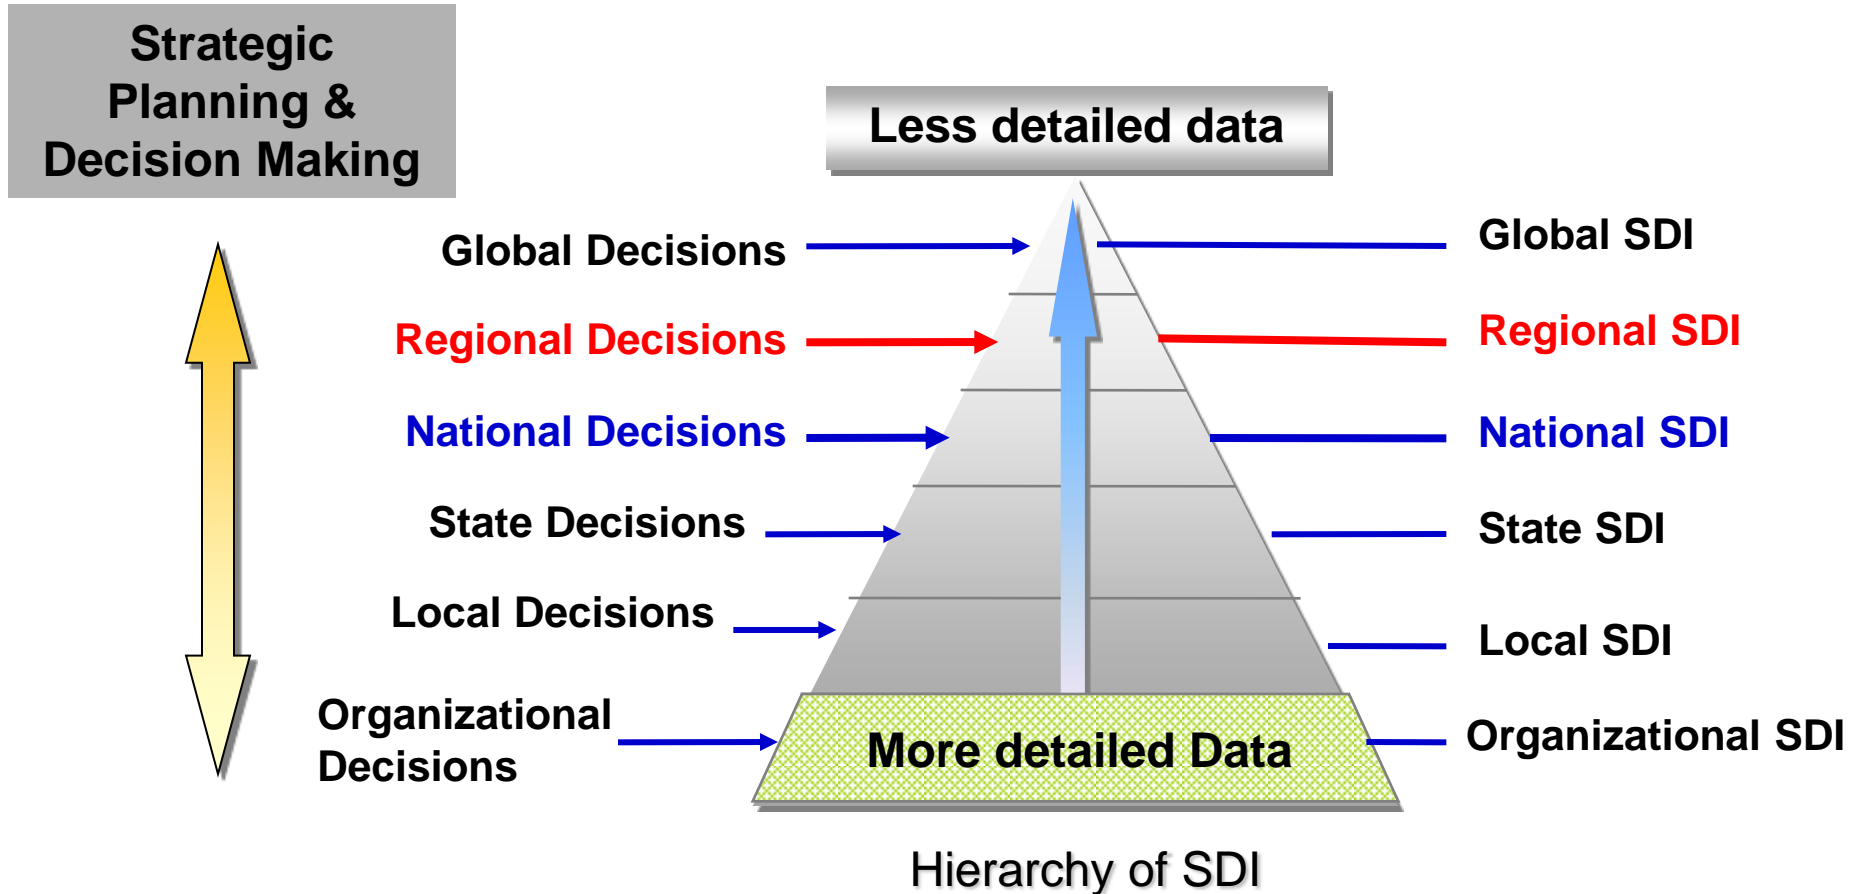 Strategic
Planning &
Decision Making
Less detailed data
Global Decisions
Global SDI
Regional Decisions
Regional SDI
National Decisions
National SDI
State Decisions
State SDI
Local Decisions
Local SDI
Organizational
Decisions
More detailed Data
Organizational SDI
Hierarchy of SDI